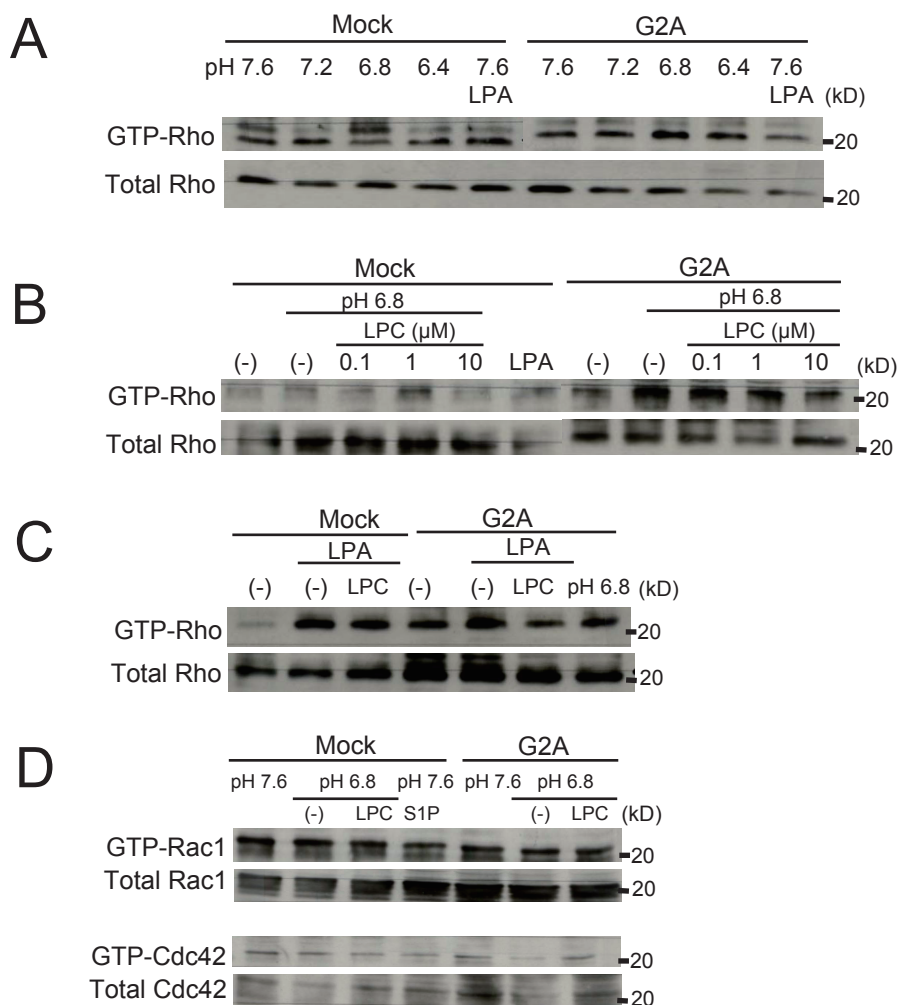 A
Mock G2A
pH 7.6 7.2 6.8 6.4 7.6 7.6 7.2 6.8 6.4 7.6
LPA LPA (kD)
GTP-Rho 20
Total Rho 20
B
Mock G2A
pH 6.8 pH 6.8
LPC (μM) LPC (μM)
(-) (-) 0.1 1 10 LPA (-) (-) 0.1 1 10 (kD)
GTP-Rho 20
Total Rho 20
C
Mock G2A
LPA LPA
(-) (-) LPC (-) (-) LPC pH 6.8 (kD)
GTP-Rho 20
Total Rho 20
D
Mock G2A
pH 7.6 pH 6.8 pH 7.6 pH 7.6 pH 6.8
(-) LPC S1P (-) LPC (kD)
GTP-Rac1 20
Total Rac1 20
GTP-Cdc42 20
Total Cdc42 20